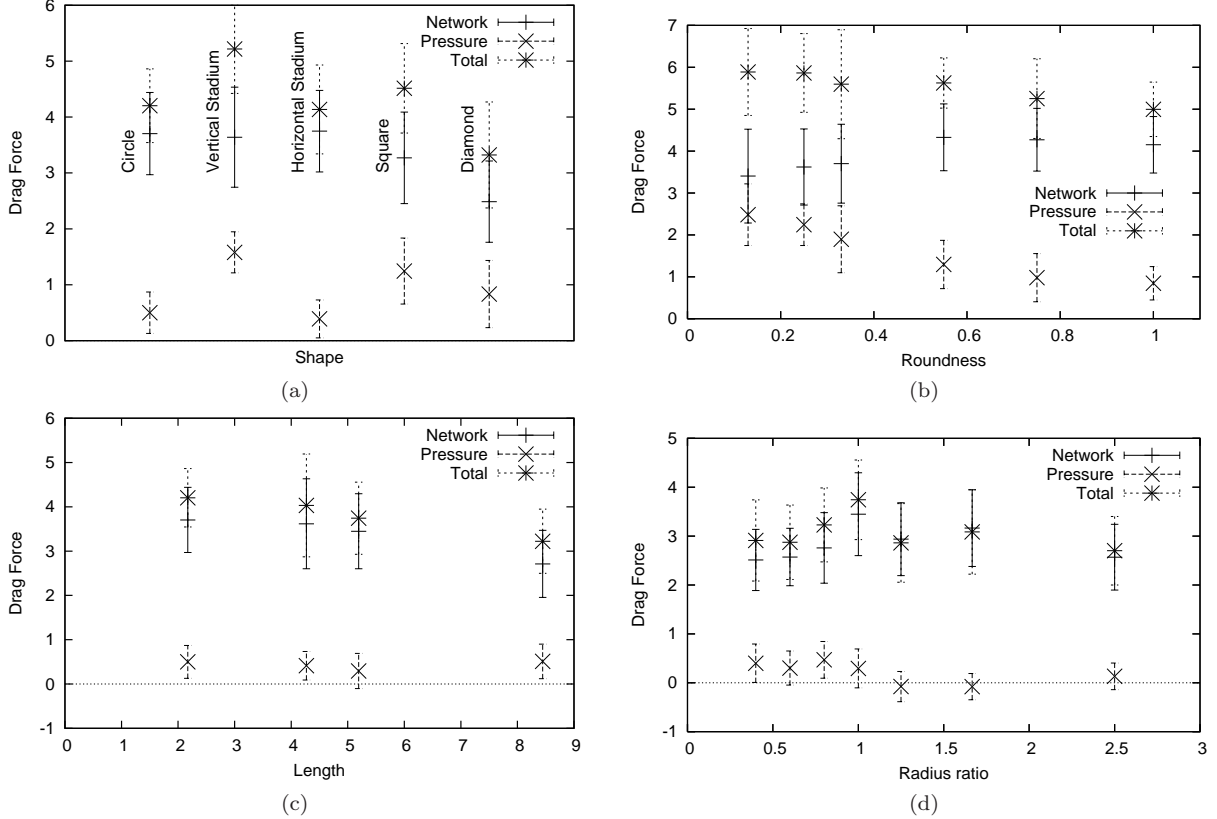 6
5
4
3
2
1
0
Drag Force
Network
Pressure
Total
Circle
Vertical Stadium
Horizontal Stadium
Square
Diamond
Shape
(a)
7
6
5
4
3
2
1
0
Drag Force
Network
Pressure
Total
0 0.2 0.4 0.6 0.8 1
Roundness
(b)
6
5
4
3
2
1
0
-1
Drag Force
Network
Pressure
Total
0 1 2 3 4 5 6 7 8 9
Length
(c)
5
4
3
2
1
0
-1
Drag Force
Network
Pressure
Total
0.5 1 1.5 2 2.5 3
Radius ratio
(d)